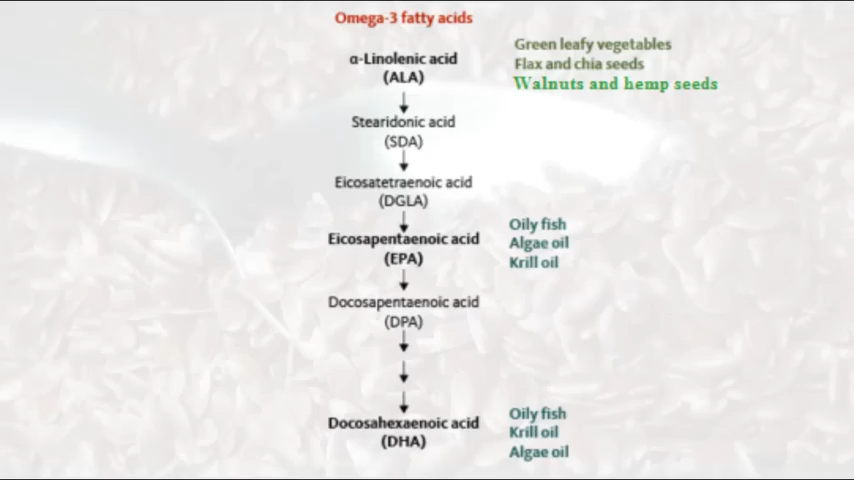 Omega-3 fatty acids
α-Linolenic acid
(ALA)
Green leafy vegetables
Flax and chia seeds
Walnuts and hemp seeds
Stearidonic acid
(SDA)
Eicosatetraenoic acid
(DGLA)
Eicosapentaenoic acid
(EPA)
Oily fish
Algae oil
Krill oil
Docosapentaenoic acid
(DPA)
Docosahexaenoic acid
(DHA)
Oily fish
Krill oil
Algae oil